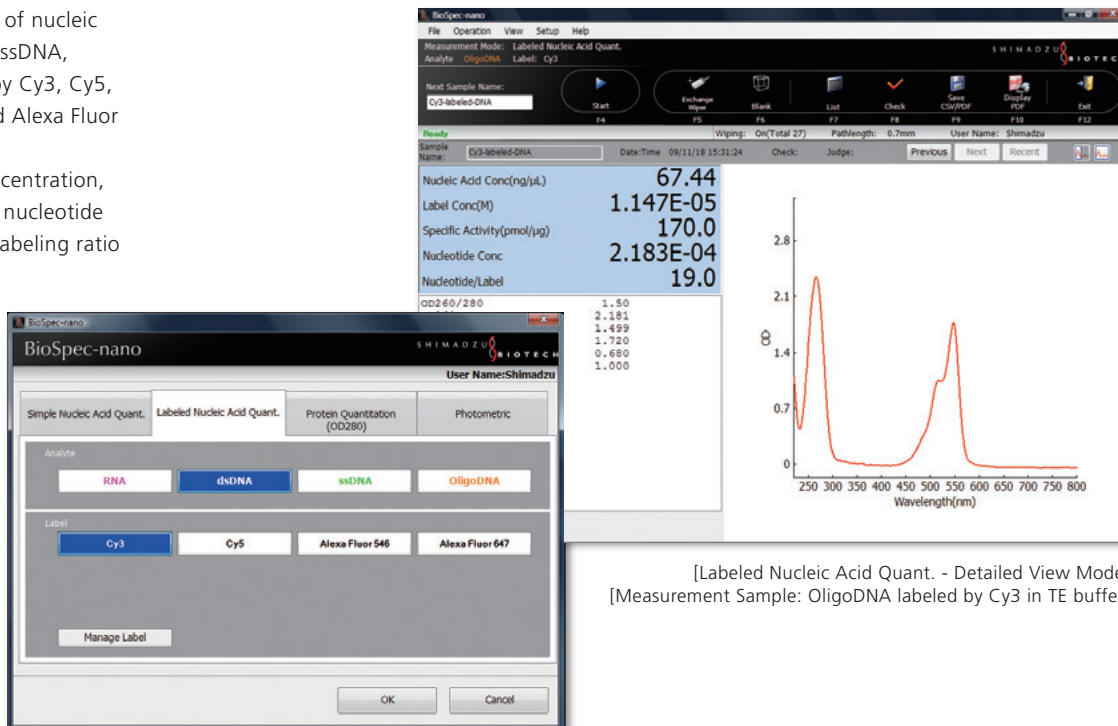 of nucleic
ssDNA,
by Cy3, Cy5,
d Alexa Fluor
centration,
nucleotide
abeling ratio
BioSpec-nano
File Operation View Setup Help
Measurement Mode: Labeled Nucleic Acid Quant.
Analyte OligoDNA Label: Cy3
SHIMADZU
BIOTEC
Next Sample Name:
Cy3-labeled-DNA
Start
Exchange Wiper
Blank
List
Check
Save CSV/PDF
Display PDF
Exit
F4 F5 F6 F7 F8 F9 F10 F12
Ready
Wiping: On(Total 27) Pathlength: 0.7mm User Name: Shimadzu
Sample Name: Cy3-labeled-DNA Date:Time 09/11/18 15:31:24 Check: Judge: Previous Next Recent
Nucleic Acid Conc(ng/μL) 67.44
Label Conc(M) 1.147E-05
Specific Activity(pmol/μg) 170.0
Nucleotide Conc 2.183E-04
Nucleotide/Label 19.0
OD260/280 1.50
2.181
1.499
1.720
0.680
1.000
2.8
2.1
1.4
0.7
0
OD
250 300 350 400 450 500 550 600 650 700 750 800
Wavelength(nm)
BioSpec-nano
BioSpec-nano
SHIMADZU
BIOTECH
User Name:Shimadzu
Simple Nucleic Acid Quant.
Labeled Nucleic Acid Quant.
Protein Quantitation
(OD280)
Photometric
Analyte
RNA dsDNA ssDNA OligoDNA
Label
Cy3 Cy5 Alexa Fluor 546 Alexa Fluor 647
Manage Label
OK Cancel
[Labeled Nucleic Acid Quant. - Detailed View Mode
[Measurement Sample: OligoDNA labeled by Cy3 in TE buffe